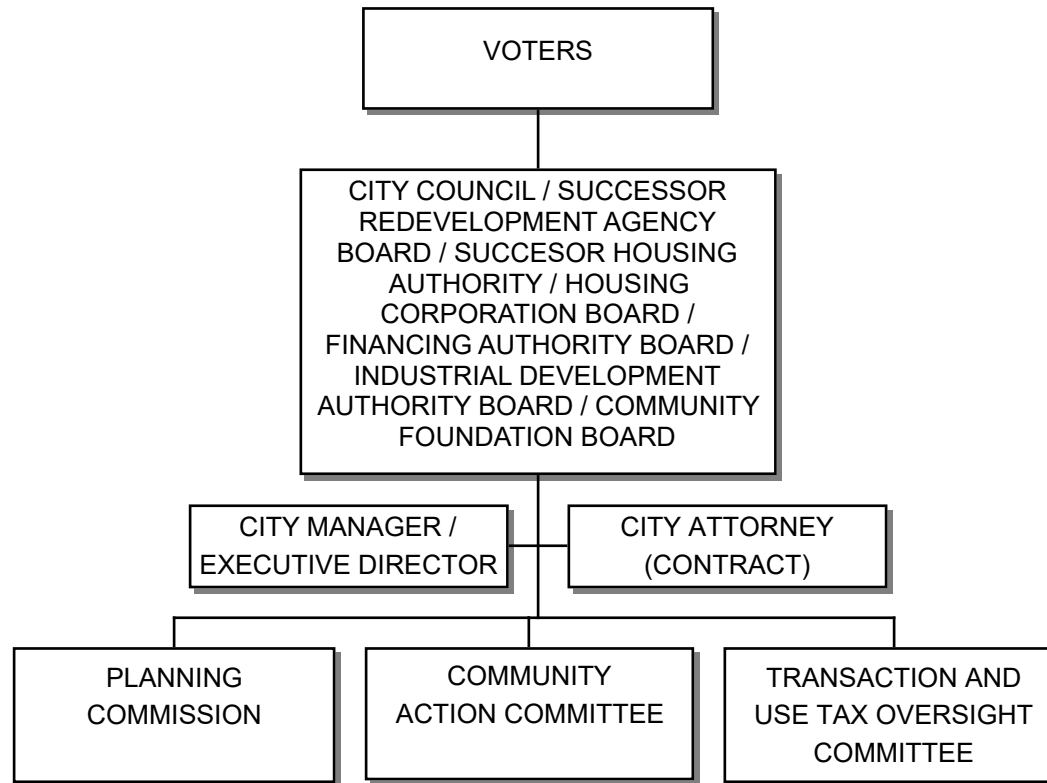 VOTERS
CITY COUNCIL / SUCCESSOR
REDEVELOPMENT AGENCY
BOARD / SUCCESOR HOUSING
AUTHORITY / HOUSING
CORPORATION BOARD /
FINANCING AUTHORITY BOARD /
INDUSTRIAL DEVELOPMENT
AUTHORITY BOARD / COMMUNITY
FOUNDATION BOARD
CITY MANAGER /
EXECUTIVE DIRECTOR
CITY ATTORNEY
(CONTRACT)
PLANNING
COMMISSION
COMMUNITY
ACTION COMMITTEE
TRANSACTION AND
USE TAX OVERSIGHT
COMMITTEE